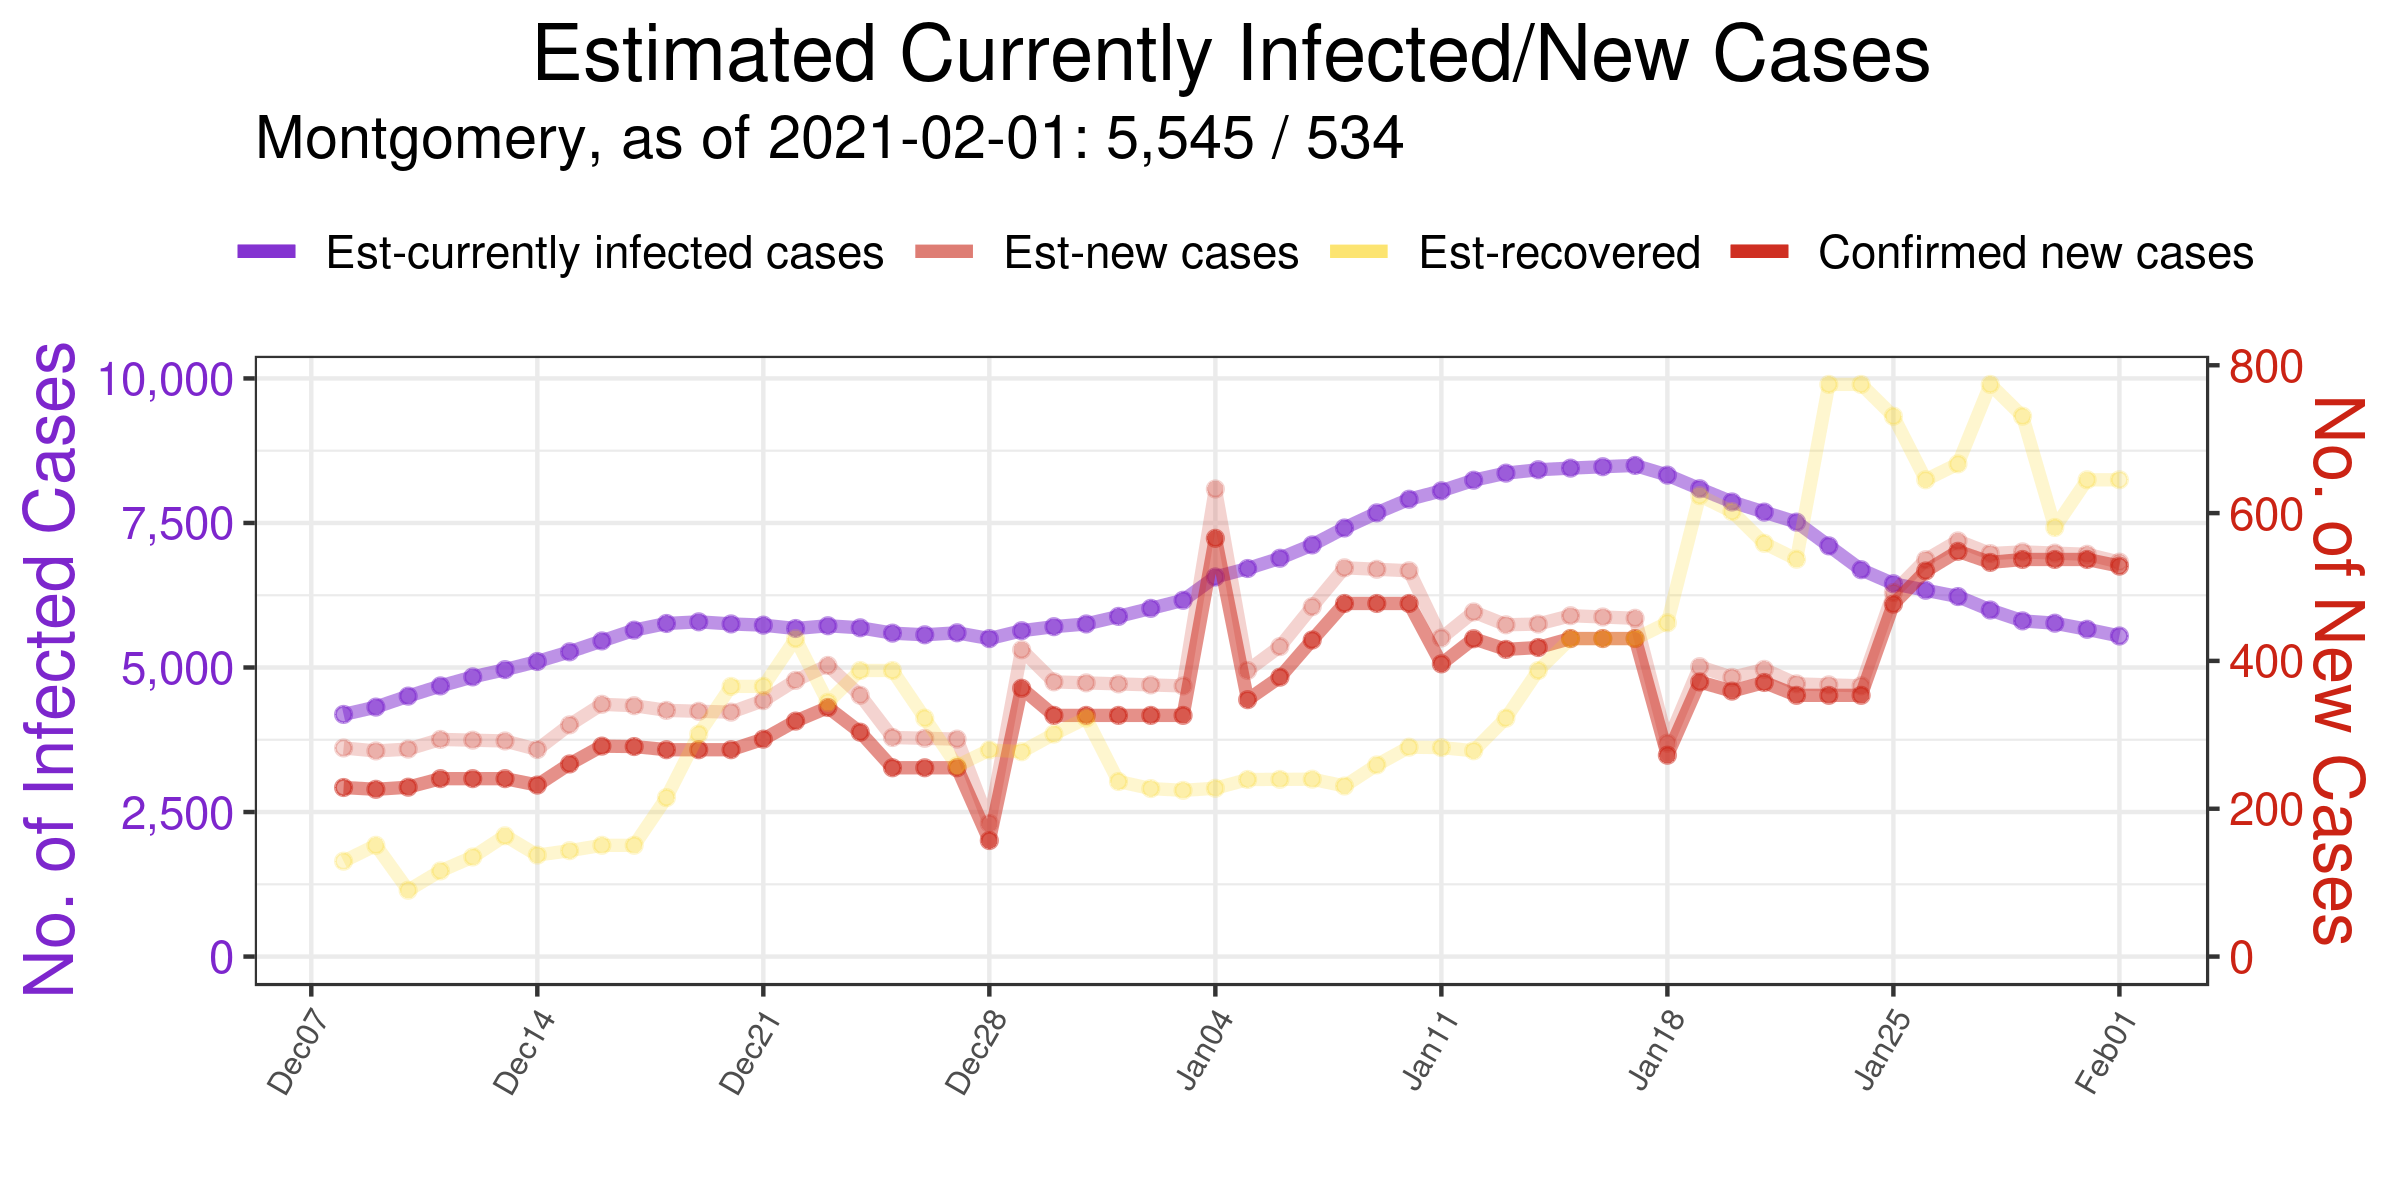 Estimated Currently Infected/New Cases
Montgomery, as of 2021-02-01: 5,545 / 534
Est-currently infected cases Est-new cases Est-recovered Confirmed new cases
No. of Infected Cases
10,000
7,500
5,000
2,500
0
800
600
400
200
0
No. of New Cases
Dec07 Dec14 Dec21 Dec28 Jan04 Jan11 Jan18 Jan25 Feb01